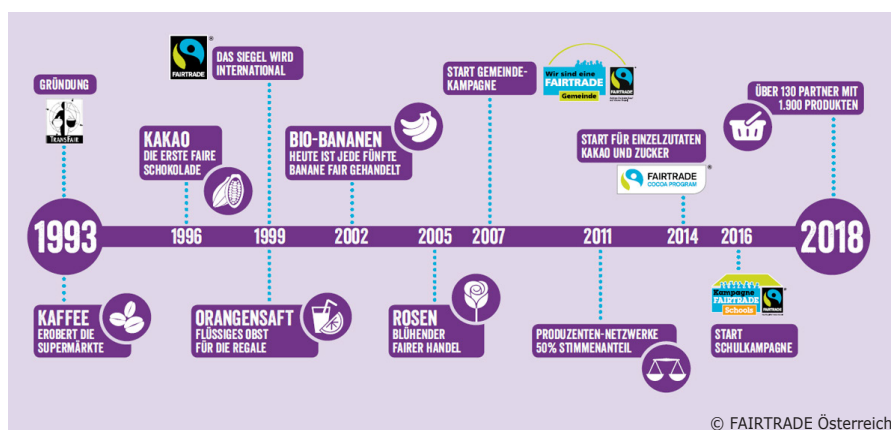 GRÜNDUNG
TRANSFAIR
FAIRTRADE
®
DAS SIEGEL WIRD
INTERNATIONAL
START GEMEINDE-
KAMPAGNE
Wir sind eine
FAIRTRADE
Gemeinde
FAIRTRADE
ÜBER 130 PARTNER MIT
1.900 PRODUKTEN
KAKAO
DIE ERSTE FAIRE
SCHOKOLADE
BIO-BANANEN
HEUTE IST JEDE FÜNFTE
BANANE FAIR GEHANDELT
START FÜR EINZELZUTATEN
KAKAO UND ZUCKER
FAIRTRADE
COCOA PROGRAM
®
1993
1996
1999
2002
2005
2007
2011
2014
2016
2018
KAFFEE
EROBERT DIE
SUPERMÄRKTE
ORANGENSAFT
FLÜSSIGES OBST
FÜR DIE REGALE
ROSEN
BLÜHENDER
FAIRER HANDEL
PRODUZENTEN-NETZWERKE
50% STIMMENANTEIL
Kampagne
FAIRTRADE
Schools
FAIRTRADE
START
SCHULKAMPAGNE
© FAIRTRADE Österreich